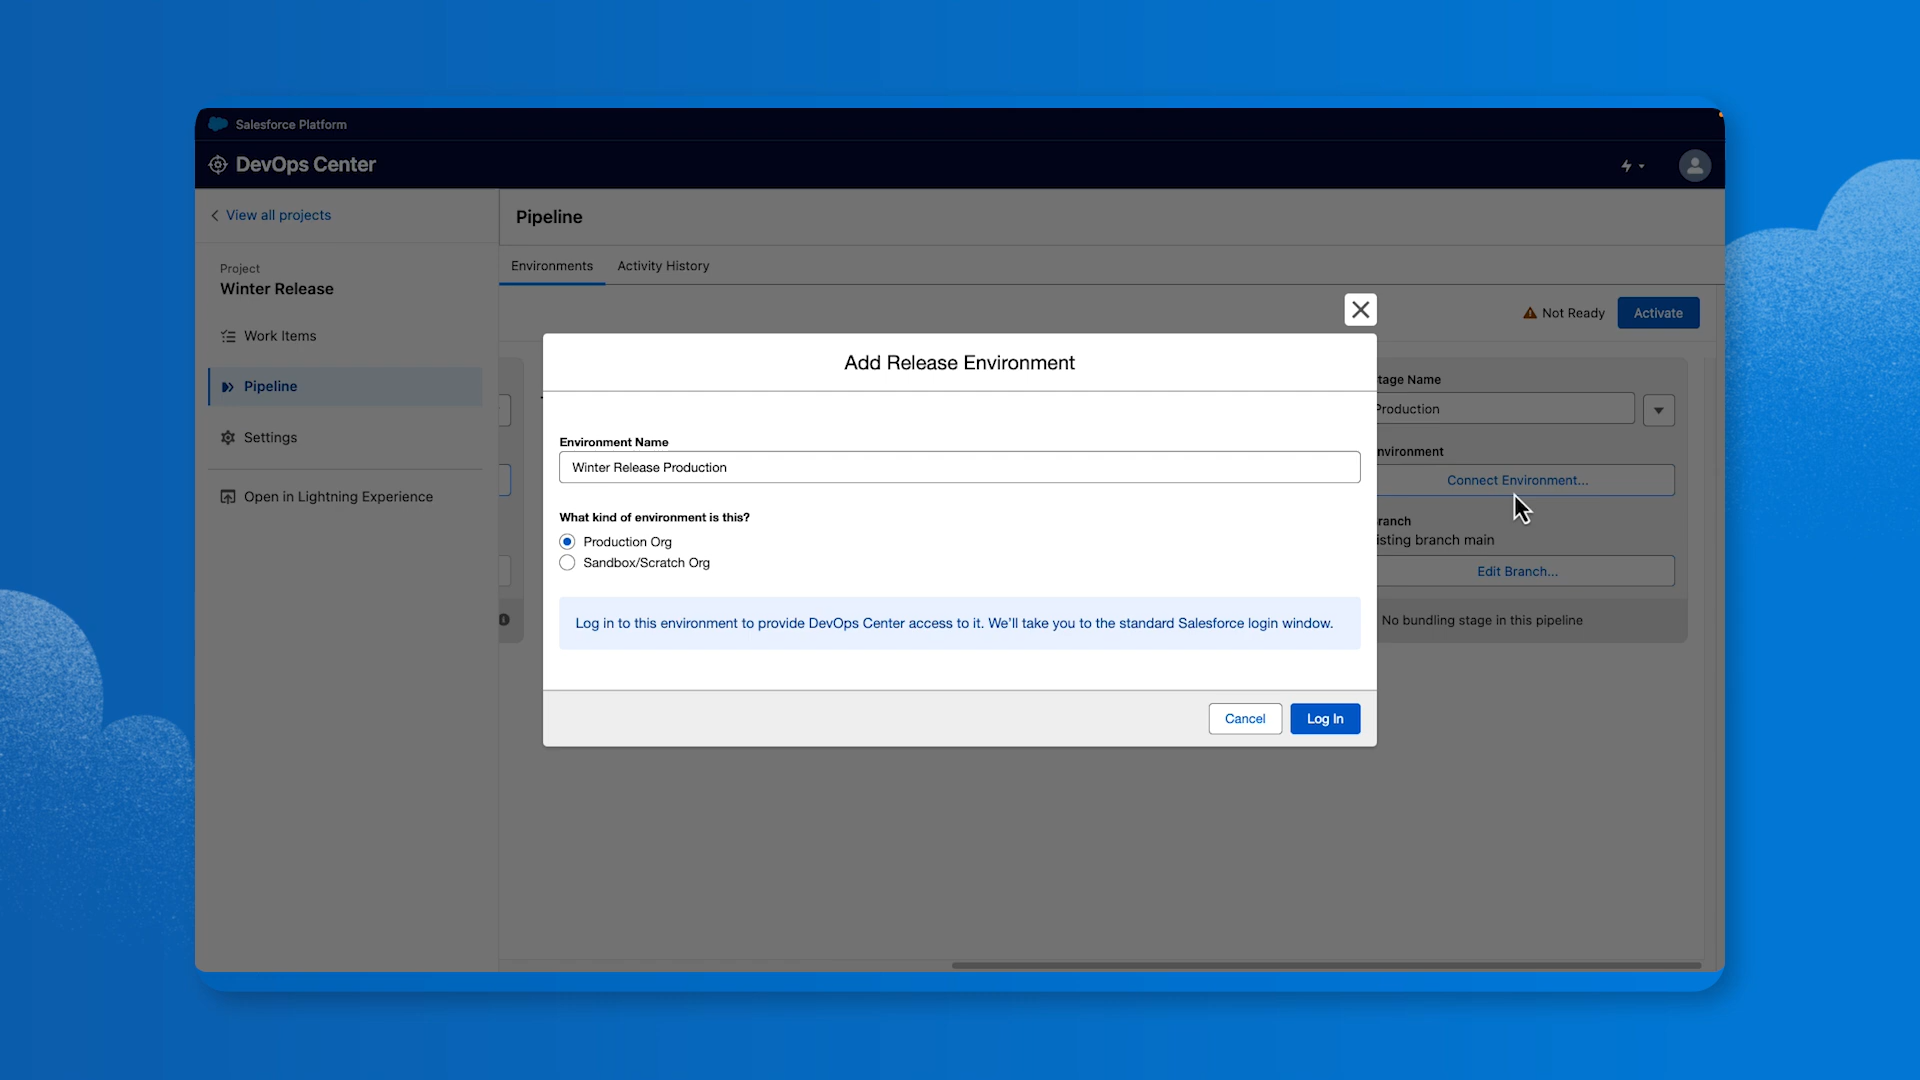 Salesforce Platform
DevOps Center
View all projects
Pipeline
Environments
Activity History
Project
Winter Release
Work Items
Pipeline
Settings
Open in Lightning Experience
Not Ready
Activate
Add Release Environment
Environment Name
Winter Release Production
What kind of environment is this?
Production Org
Sandbox/Scratch Org
Log in to this environment to provide DevOps Center access to it. We'll take you to the standard Salesforce login window.
Cancel
Log In
tage Name
Production
nvironment
Connect Environment...
ranch
isting branch main
Edit Branch...
No bundling stage in this pipeline